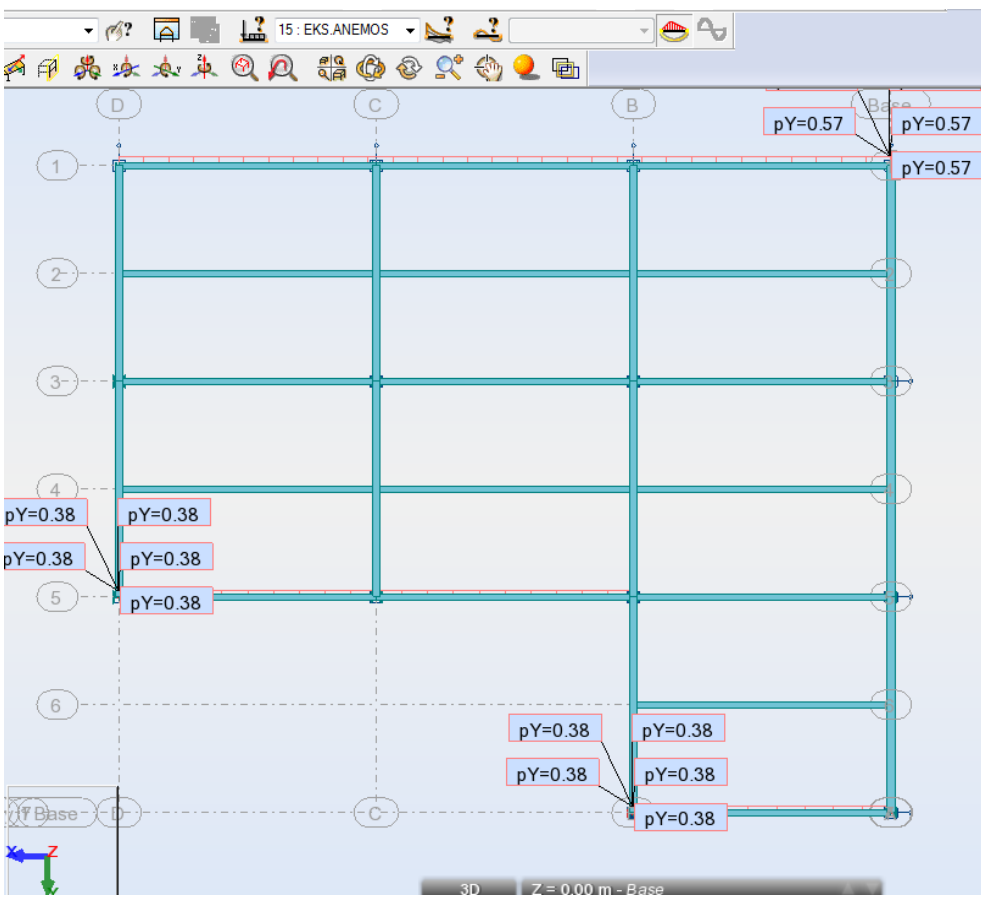 15 : EKS.ANEMOS
D C B Base
pY=0.57 pY=0.57
1 pY=0.57
2
3
4
pY=0.38 pY=0.38
pY=0.38 pY=0.38
5 pY=0.38
6
pY=0.38 pY=0.38
pY=0.38 pY=0.38
Base D C pY=0.38
X Z
Y
3D Z = 0.00 m - Base